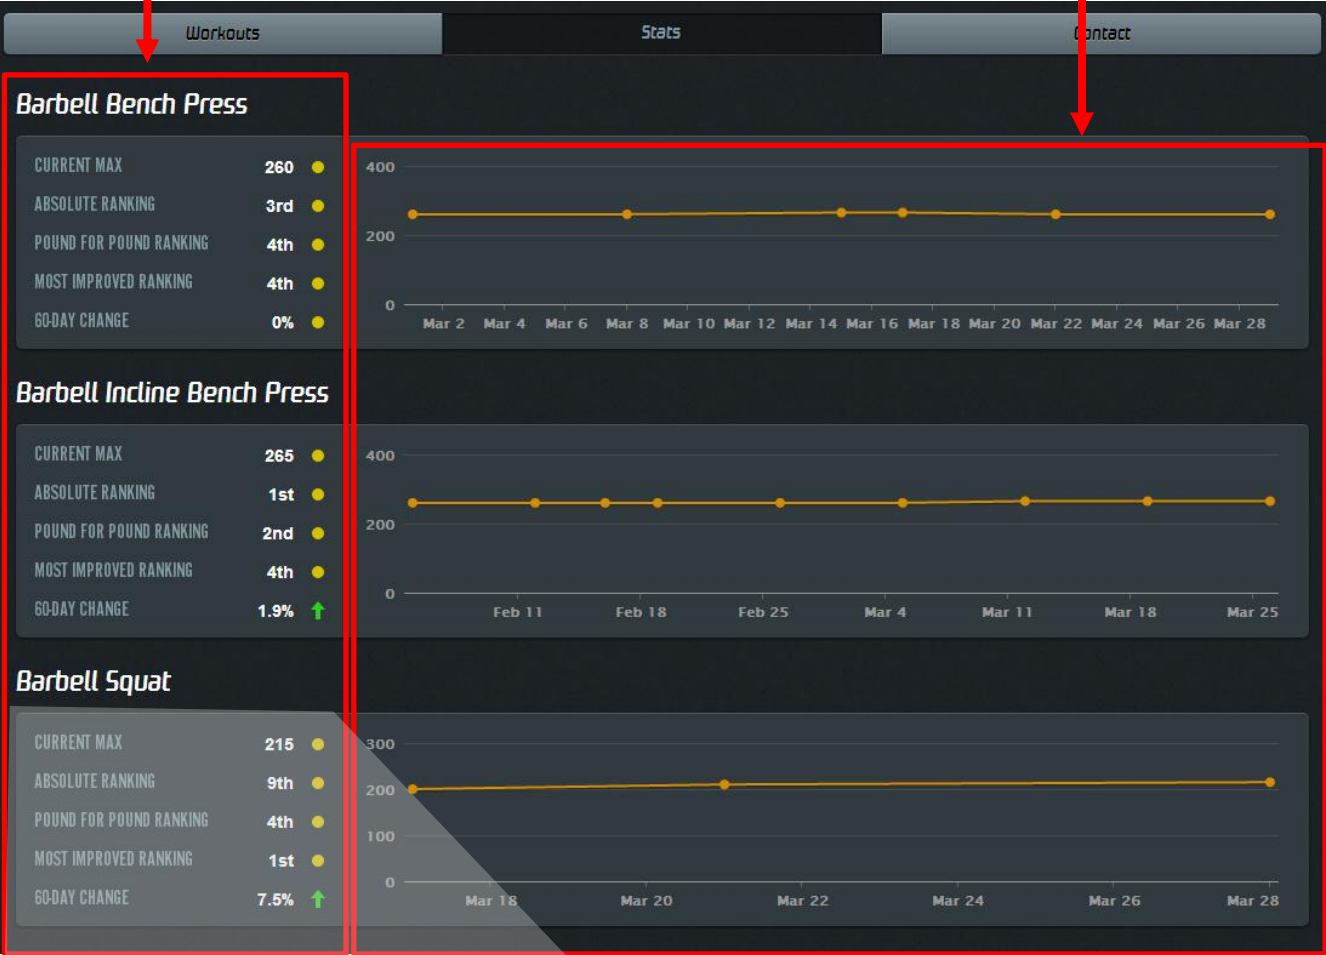 Workouts Stats Contact
Barbell Bench Press
CURRENT MAX 260
ABSOLUTE RANKING 3rd
POUND FOR POUND RANKING 4th
MOST IMPROVED RANKING 4th
60-DAY CHANGE 0%
400
200
0
Mar 2 Mar 4 Mar 6 Mar 8 Mar 10 Mar 12 Mar 14 Mar 16 Mar 18 Mar 20 Mar 22 Mar 24 Mar 26 Mar 28
Barbell Incline Bench Press
CURRENT MAX 265
ABSOLUTE RANKING 1st
POUND FOR POUND RANKING 2nd
MOST IMPROVED RANKING 4th
60-DAY CHANGE 1.9%
400
200
0
Feb 11 Feb 18 Feb 25 Mar 4 Mar 11 Mar 18 Mar 25
Barbell Squat
CURRENT MAX 215
ABSOLUTE RANKING 9th
POUND FOR POUND RANKING 4th
MOST IMPROVED RANKING 1st
60-DAY CHANGE 7.5%
300
200
100
0
Mar 18 Mar 20 Mar 22 Mar 24 Mar 26 Mar 28